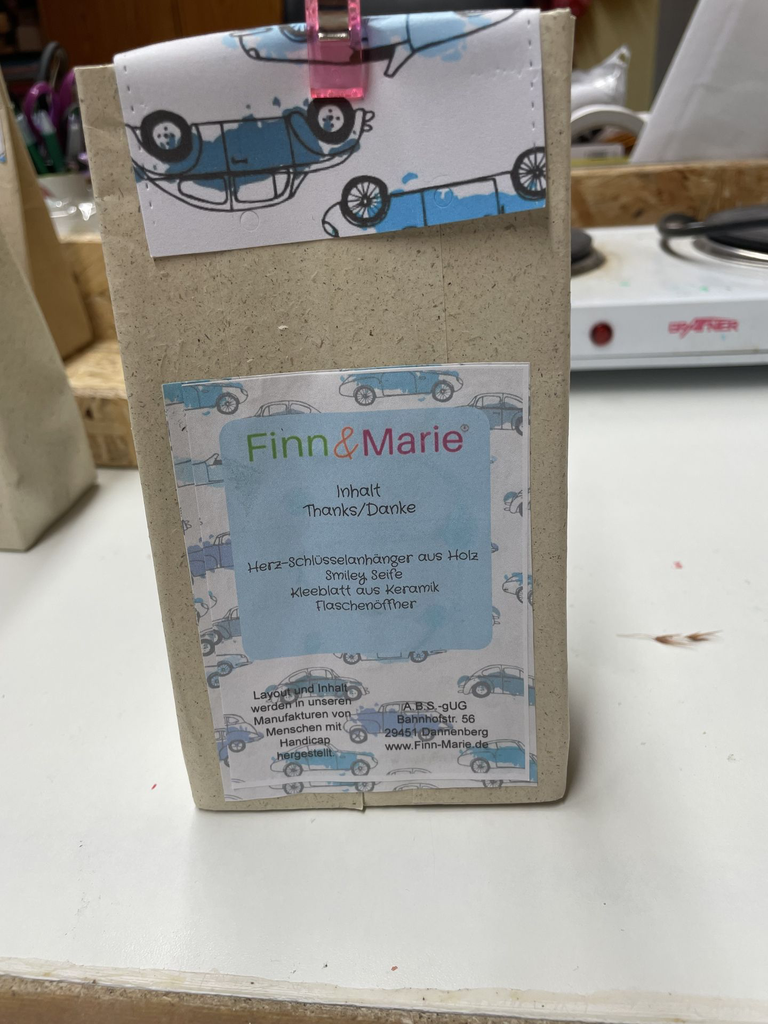 Finn&Marie®
Inhalt
Thanks/Danke
Herz-Schlüsselanhänger aus Holz
Smiley Seife
Kleeblatt aus Keramik
Flaschenöffner
Layout und Inhalt
werden in unseren
Manufakturen von
Menschen mit
Handicap
hergestellt.
A.B.S.-gUG
Bahnhofstr. 56
29451 Dannenberg
www.Finn-Marie.de